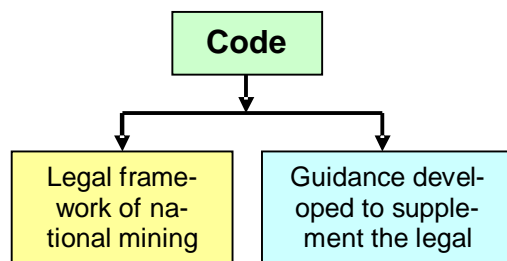 Code
Legal frame-
work of na-
tional mining
Guidance devel-
oped to supple-
ment the legal